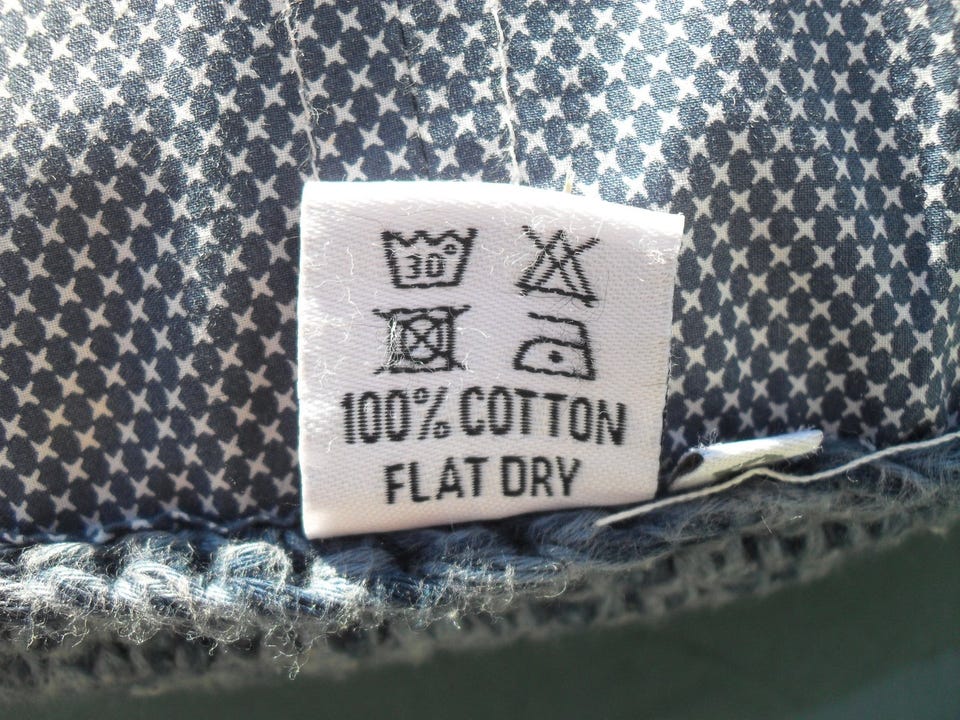 30°
100% COTTON
FLAT DRY